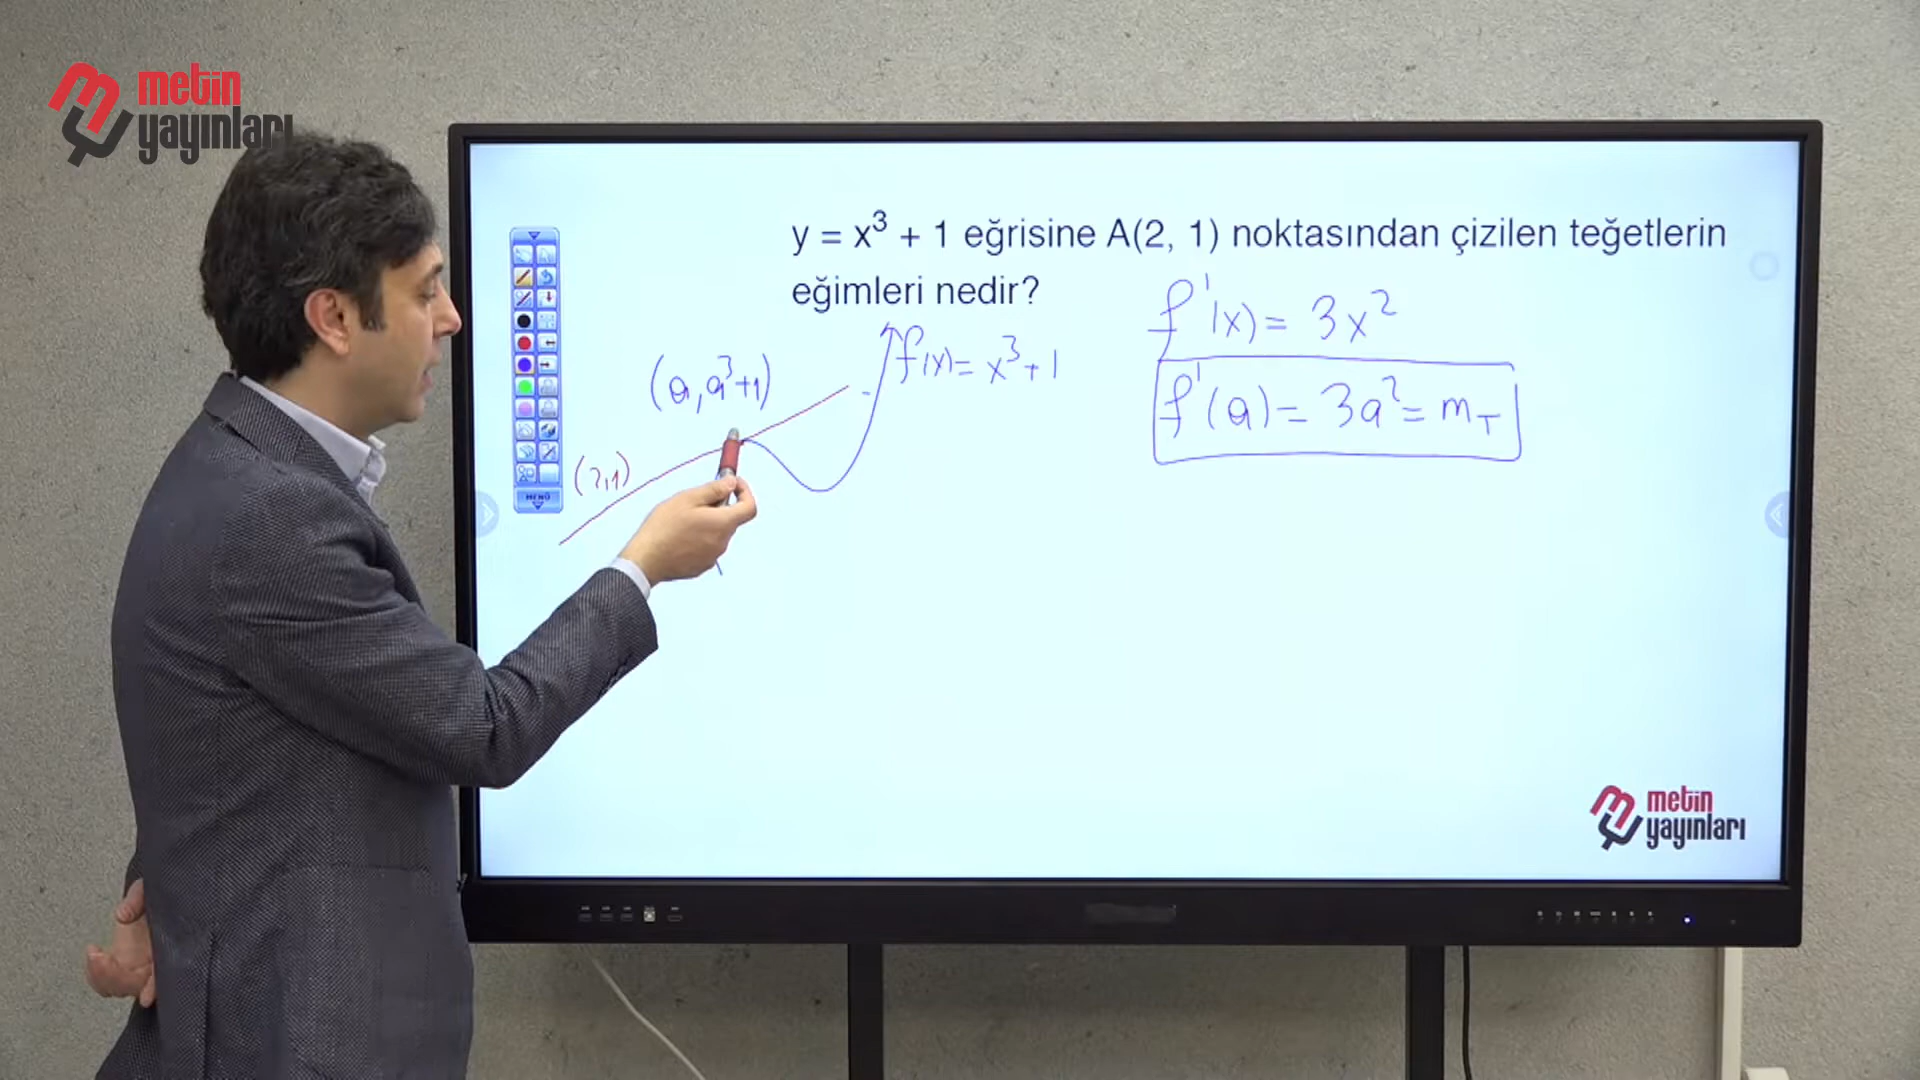 metin
yayınları
y = x³ + 1 eğrisine A(2, 1) noktasından çizilen teğetlerin
eğimleri nedir?
f'(x) = 3x²
f(x) = x³ + 1
(a, a³+1)
f'(a) = 3a² = m_T
(2,1)
MENÜ
metin
yayınları